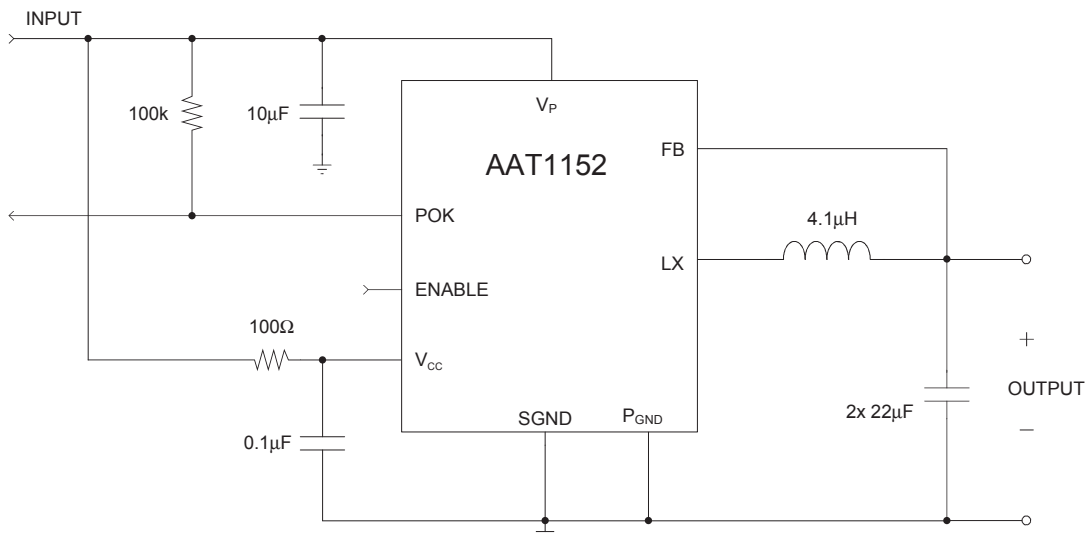 INPUT
100k
10μF
V_P
AAT1152
FB
POK
4.1μH
LX
ENABLE
100Ω
V_CC
+
OUTPUT
2x 22μF
SGND
P_GND
0.1μF
–